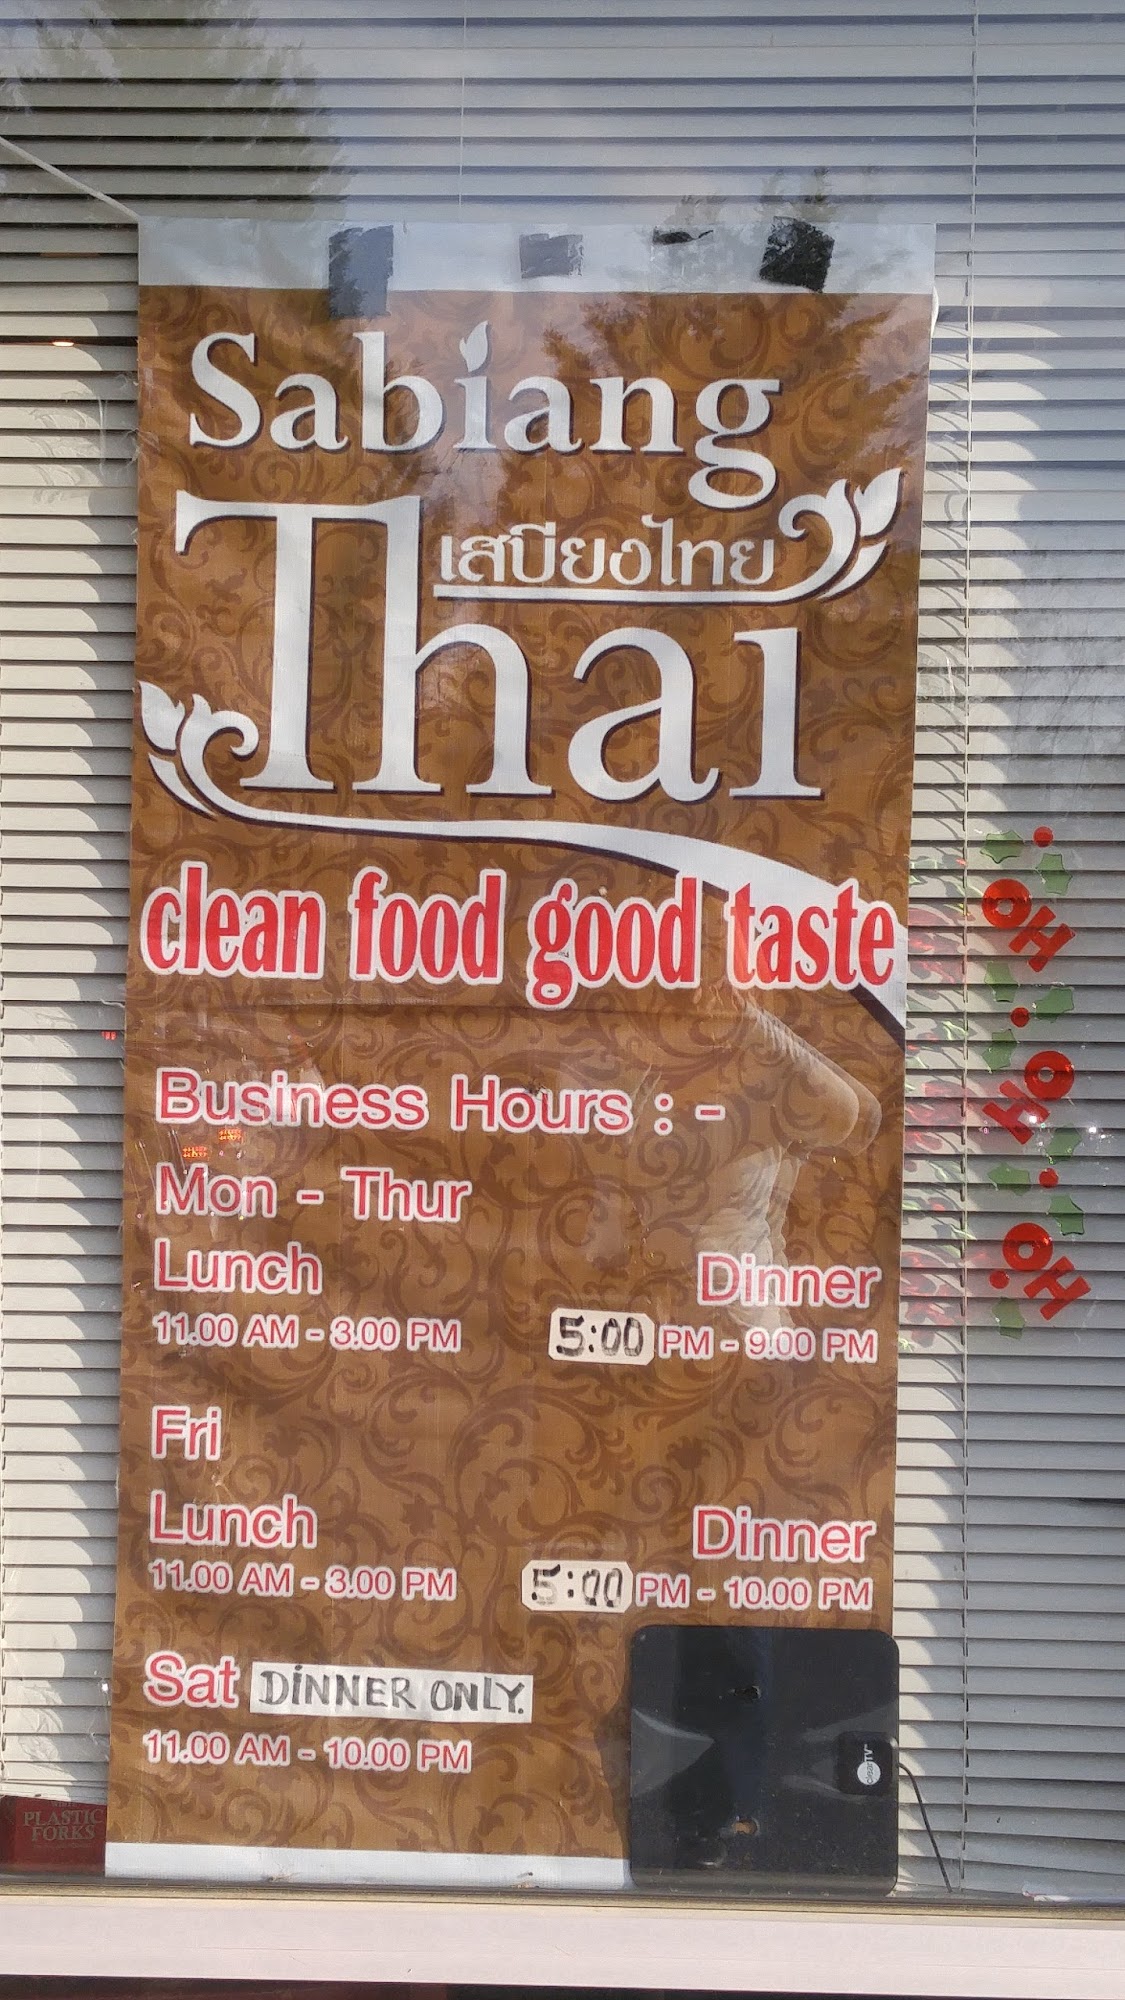 Sabiang
Thai
เสบียงไทย
clean food good taste
Business Hours : -
Mon - Thur
Lunch Dinner
11.00 AM - 3.00 PM 5:00 PM - 9.00 PM
Fri
Lunch Dinner
11.00 AM - 3.00 PM 5:00 PM - 10.00 PM
Sat DINNER ONLY.
11.00 AM - 10.00 PM
HO
HO
HO
clearTV
PLASTIC
FORKS